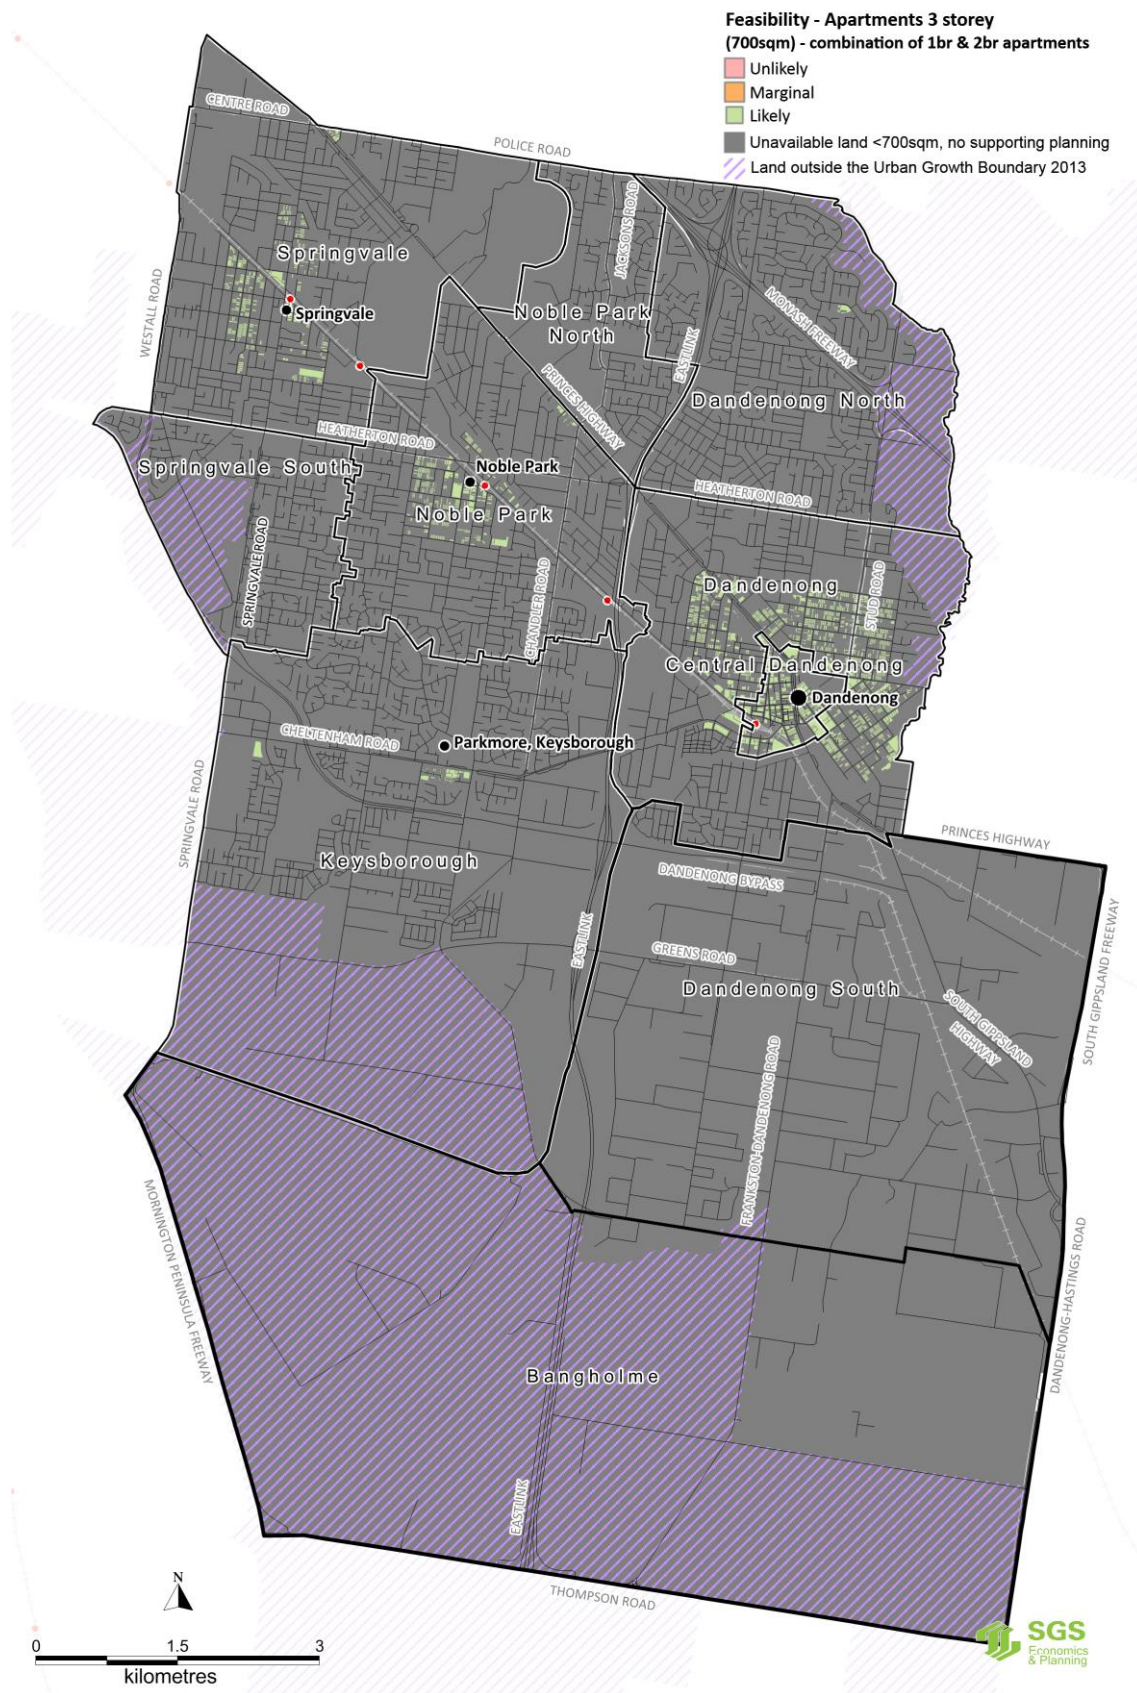 Feasibility - Apartments 3 storey
(700sqm) - combination of 1br & 2br apartments
Unlikely
Marginal
Likely
Unavailable land <700sqm, no supporting planning
Land outside the Urban Growth Boundary 2013
CENTRE ROAD
POLICE ROAD
JACKSONS ROAD
Springvale
WESTALL ROAD
Springvale
Noble Park
North
MONASH FREEWAY
EASTLINK
PRINCES HIGHWAY
Dandenong North
HEATHERTON ROAD
Springvale South
Noble Park
HEATHERTON ROAD
Noble Park
SPRINGVALE ROAD
CHANDLER ROAD
Dandenong
STUD ROAD
Central Dandenong
Dandenong
CHELTENHAM ROAD
Parkmore, Keysborough
SPRINGVALE ROAD
PRINCES HIGHWAY
Keysborough
DANDENONG BYPASS
EASTLINK
GREENS ROAD
SOUTH GIPPSLAND FREEWAY
Dandenong South
SOUTH GIPPSLAND
HIGHWAY
FRANKSTON-DANDENONG ROAD
MORNINGTON PENINSULA FREEWAY
DANDENONG-HASTINGS ROAD
Bangholme
EASTLINK
THOMPSON ROAD
N
0 1.5 3
kilometres
SGS
Economics
& Planning